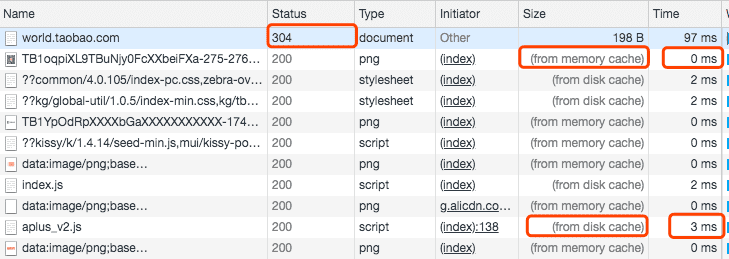 Name Status Type Initiator Size Time
world.taobao.com 304 document Other 198 B 97 ms
TB1oqpiXL9TBuNjy0FcXXbeiFXa-275-276… 200 png (index) (from memory cache) 0 ms
??common/4.0.105/index-pc.css,zebra-ov… 200 stylesheet (index) (from disk cache) 2 ms
??kg/global-util/1.0.5/index-min.css,kg/tb… 200 stylesheet (index) (from disk cache) 2 ms
TB1YpOdRpXXXXbGaXXXXXXXXXXX-174… 200 png (index) (from memory cache) 0 ms
??kissy/k/1.4.14/seed-min.js,mui/kissy-po… 200 script (index) (from memory cache) 0 ms
data:image/png;base… 200 png (index) (from memory cache) 0 ms
index.js 200 script (index) (from disk cache) 2 ms
data:image/png;base… 200 png g.alicdn.co… (from memory cache) 0 ms
aplus_v2.js 200 script (index):138 (from disk cache) 3 ms
data:image/png;base… 200 png (index) (from memory cache) 0 ms